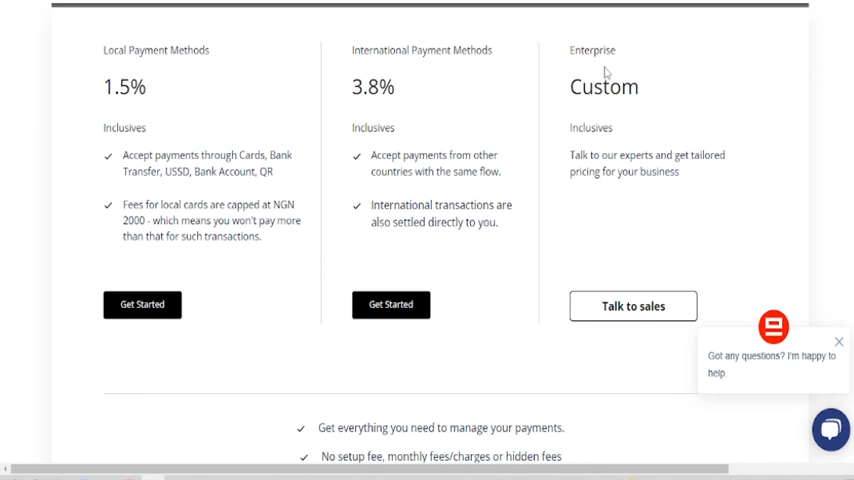 Local Payment Methods
1.5%
Inclusives
Accept payments through Cards, Bank
Transfer, USSD, Bank Account, QR
Fees for local cards are capped at NGN
2000 - which means you won't pay more
than that for such transactions.
Get Started
International Payment Methods
3.8%
Inclusives
Accept payments from other
countries with the same flow.
International transactions are
also settled directly to you.
Get Started
Enterprise
Custom
Inclusives
Talk to our experts and get tailored
pricing for your business
Talk to sales
Got any questions? I'm happy to
help.
Get everything you need to manage your payments.
No setup fee, monthly fees/charges or hidden fees